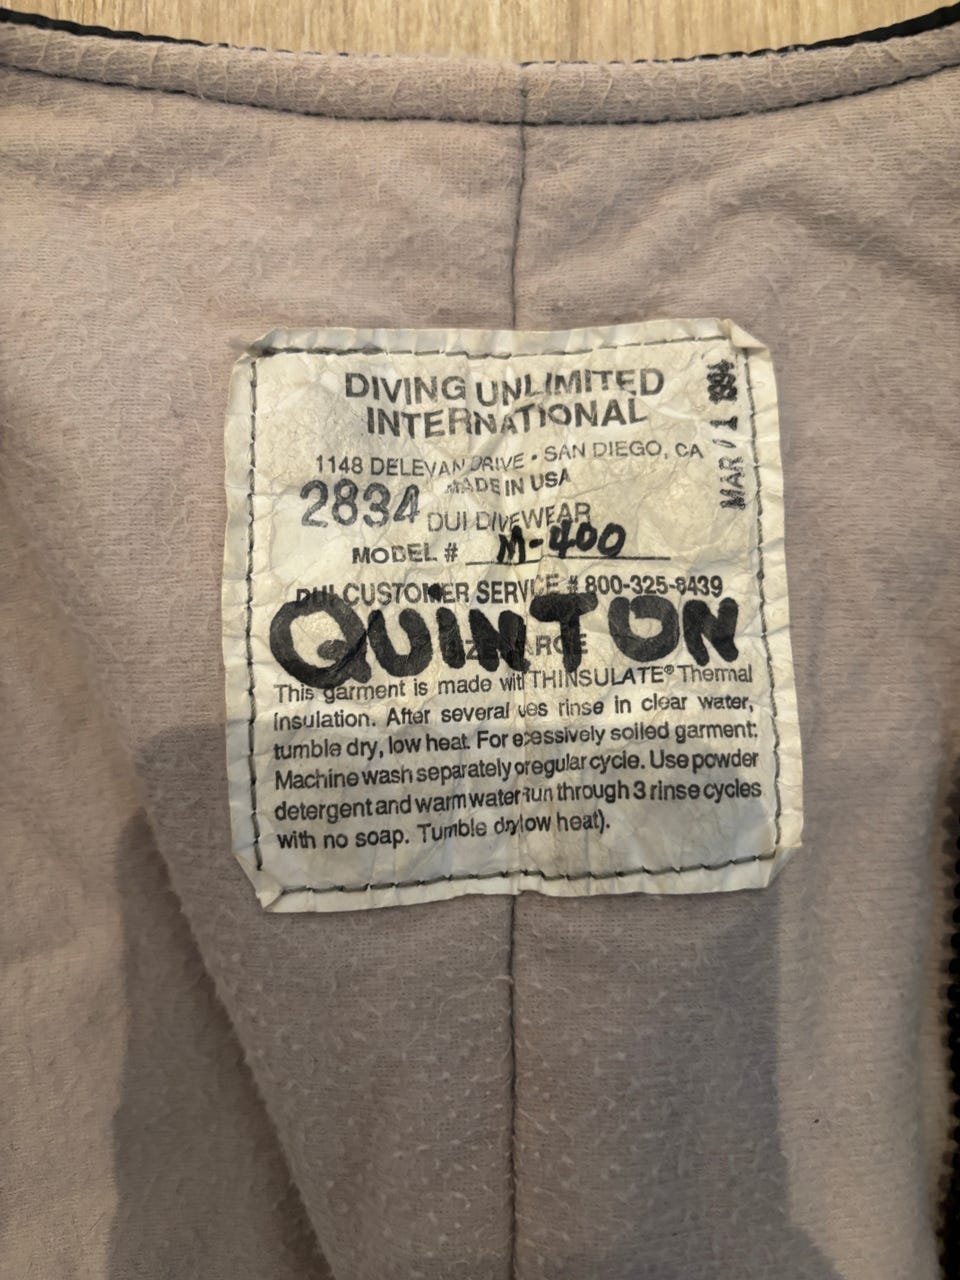 DIVING UNLIMITED
INTERNATIONAL
1148 DELEVAN DRIVE • SAN DIEGO, CA
MADE IN USA
2834
DUI DIVEWEAR
MODEL # M-400
DUI CUSTOMER SERVICE # 800-325-8439
QUINTON
This garment is made with THINSULATE® Thermal
Insulation. After several rinse in clear water,
tumble dry, low heat. For excessively soiled garment:
Machine wash separately regular cycle. Use powder
detergent and warm water run through 3 rinse cycles
with no soap. Tumble dry low heat).
MAR 1 1994